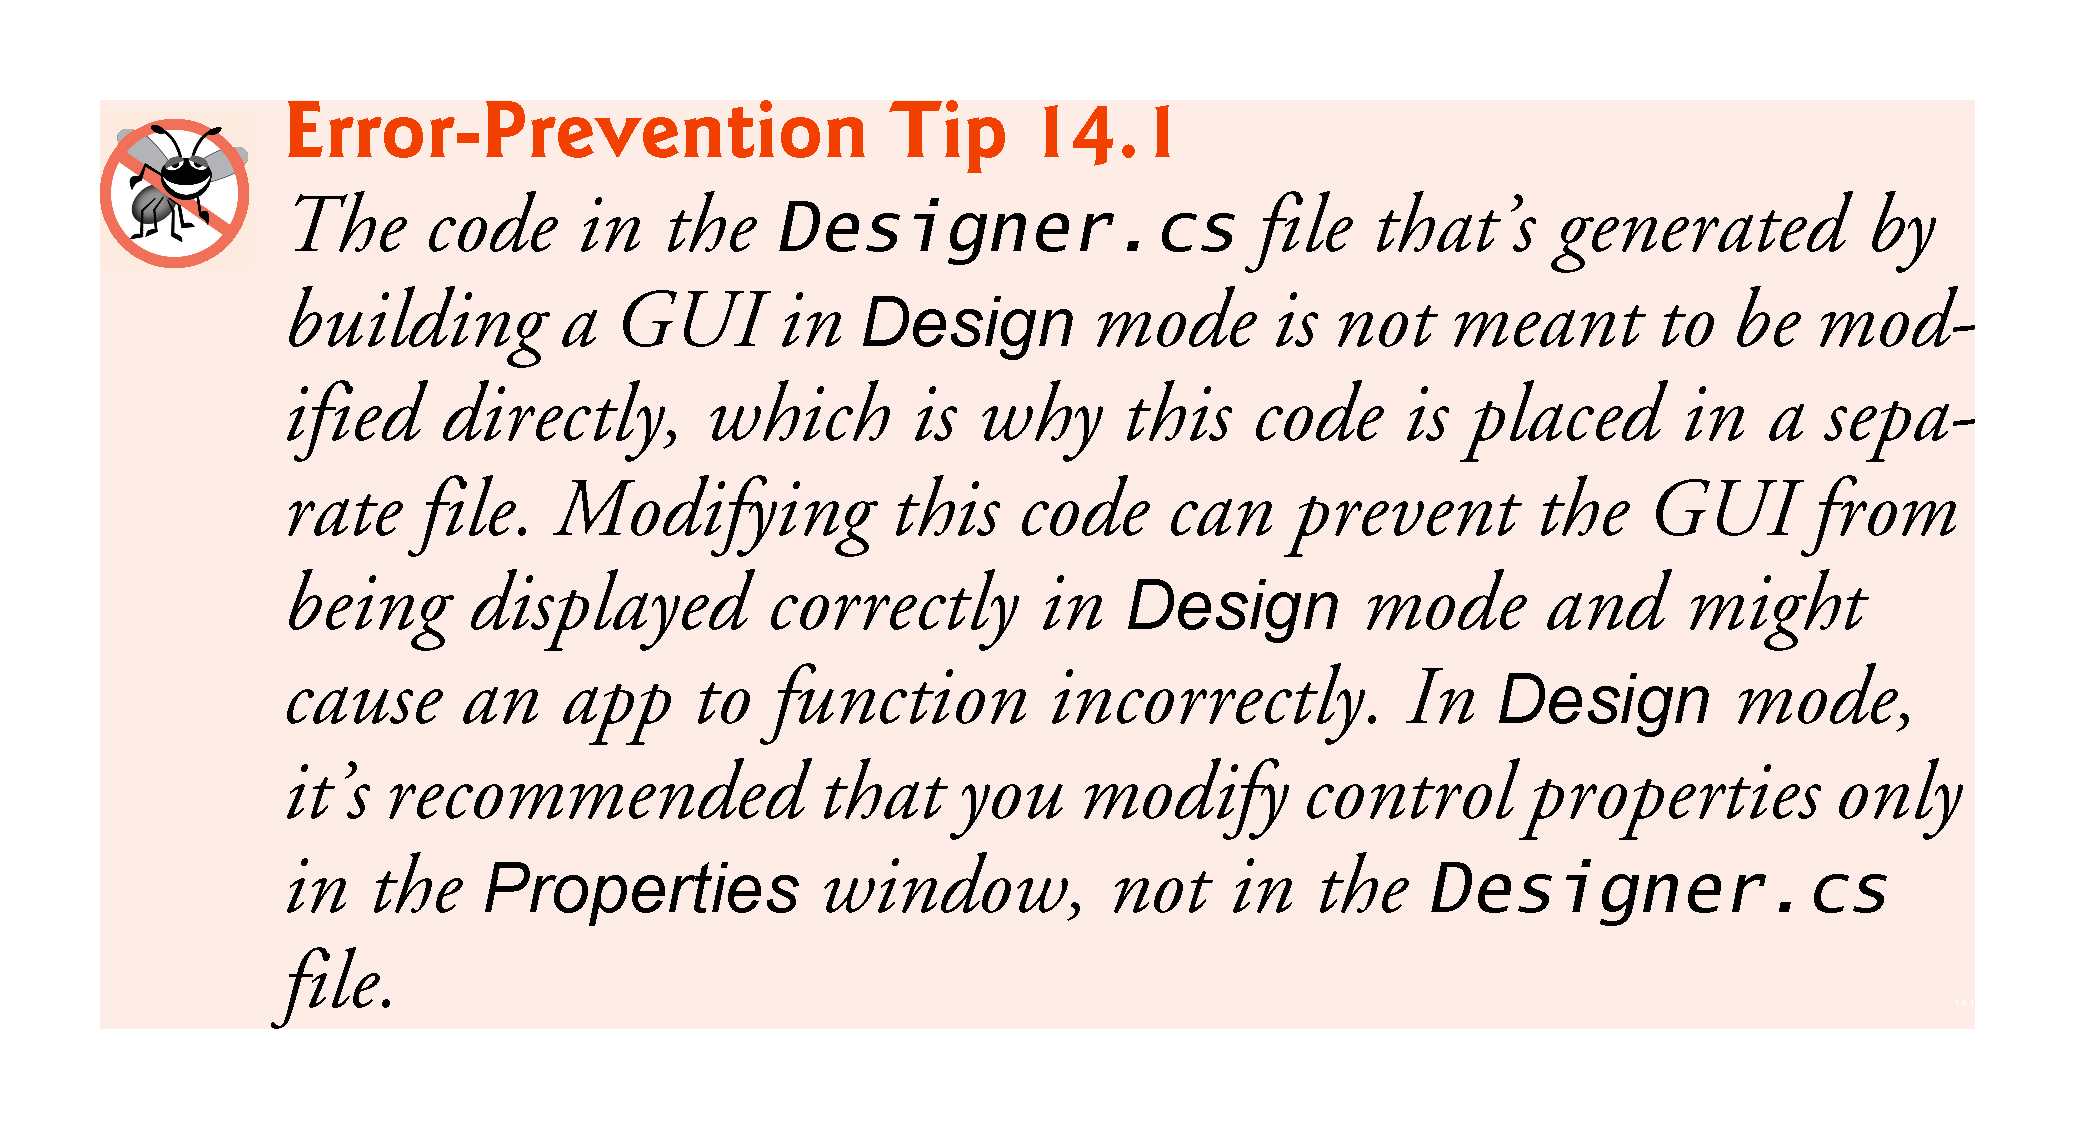 Error-Prevention Tip 14.1
The code in the Designer.cs file that’s generated by
building a GUI in Design mode is not meant to be mod-
ified directly, which is why this code is placed in a sepa-
rate file. Modifying this code can prevent the GUI from
being displayed correctly in Design mode and might
cause an app to function incorrectly. In Design mode,
it’s recommended that you modify control properties only
in the Properties window, not in the Designer.cs
file.
14.1